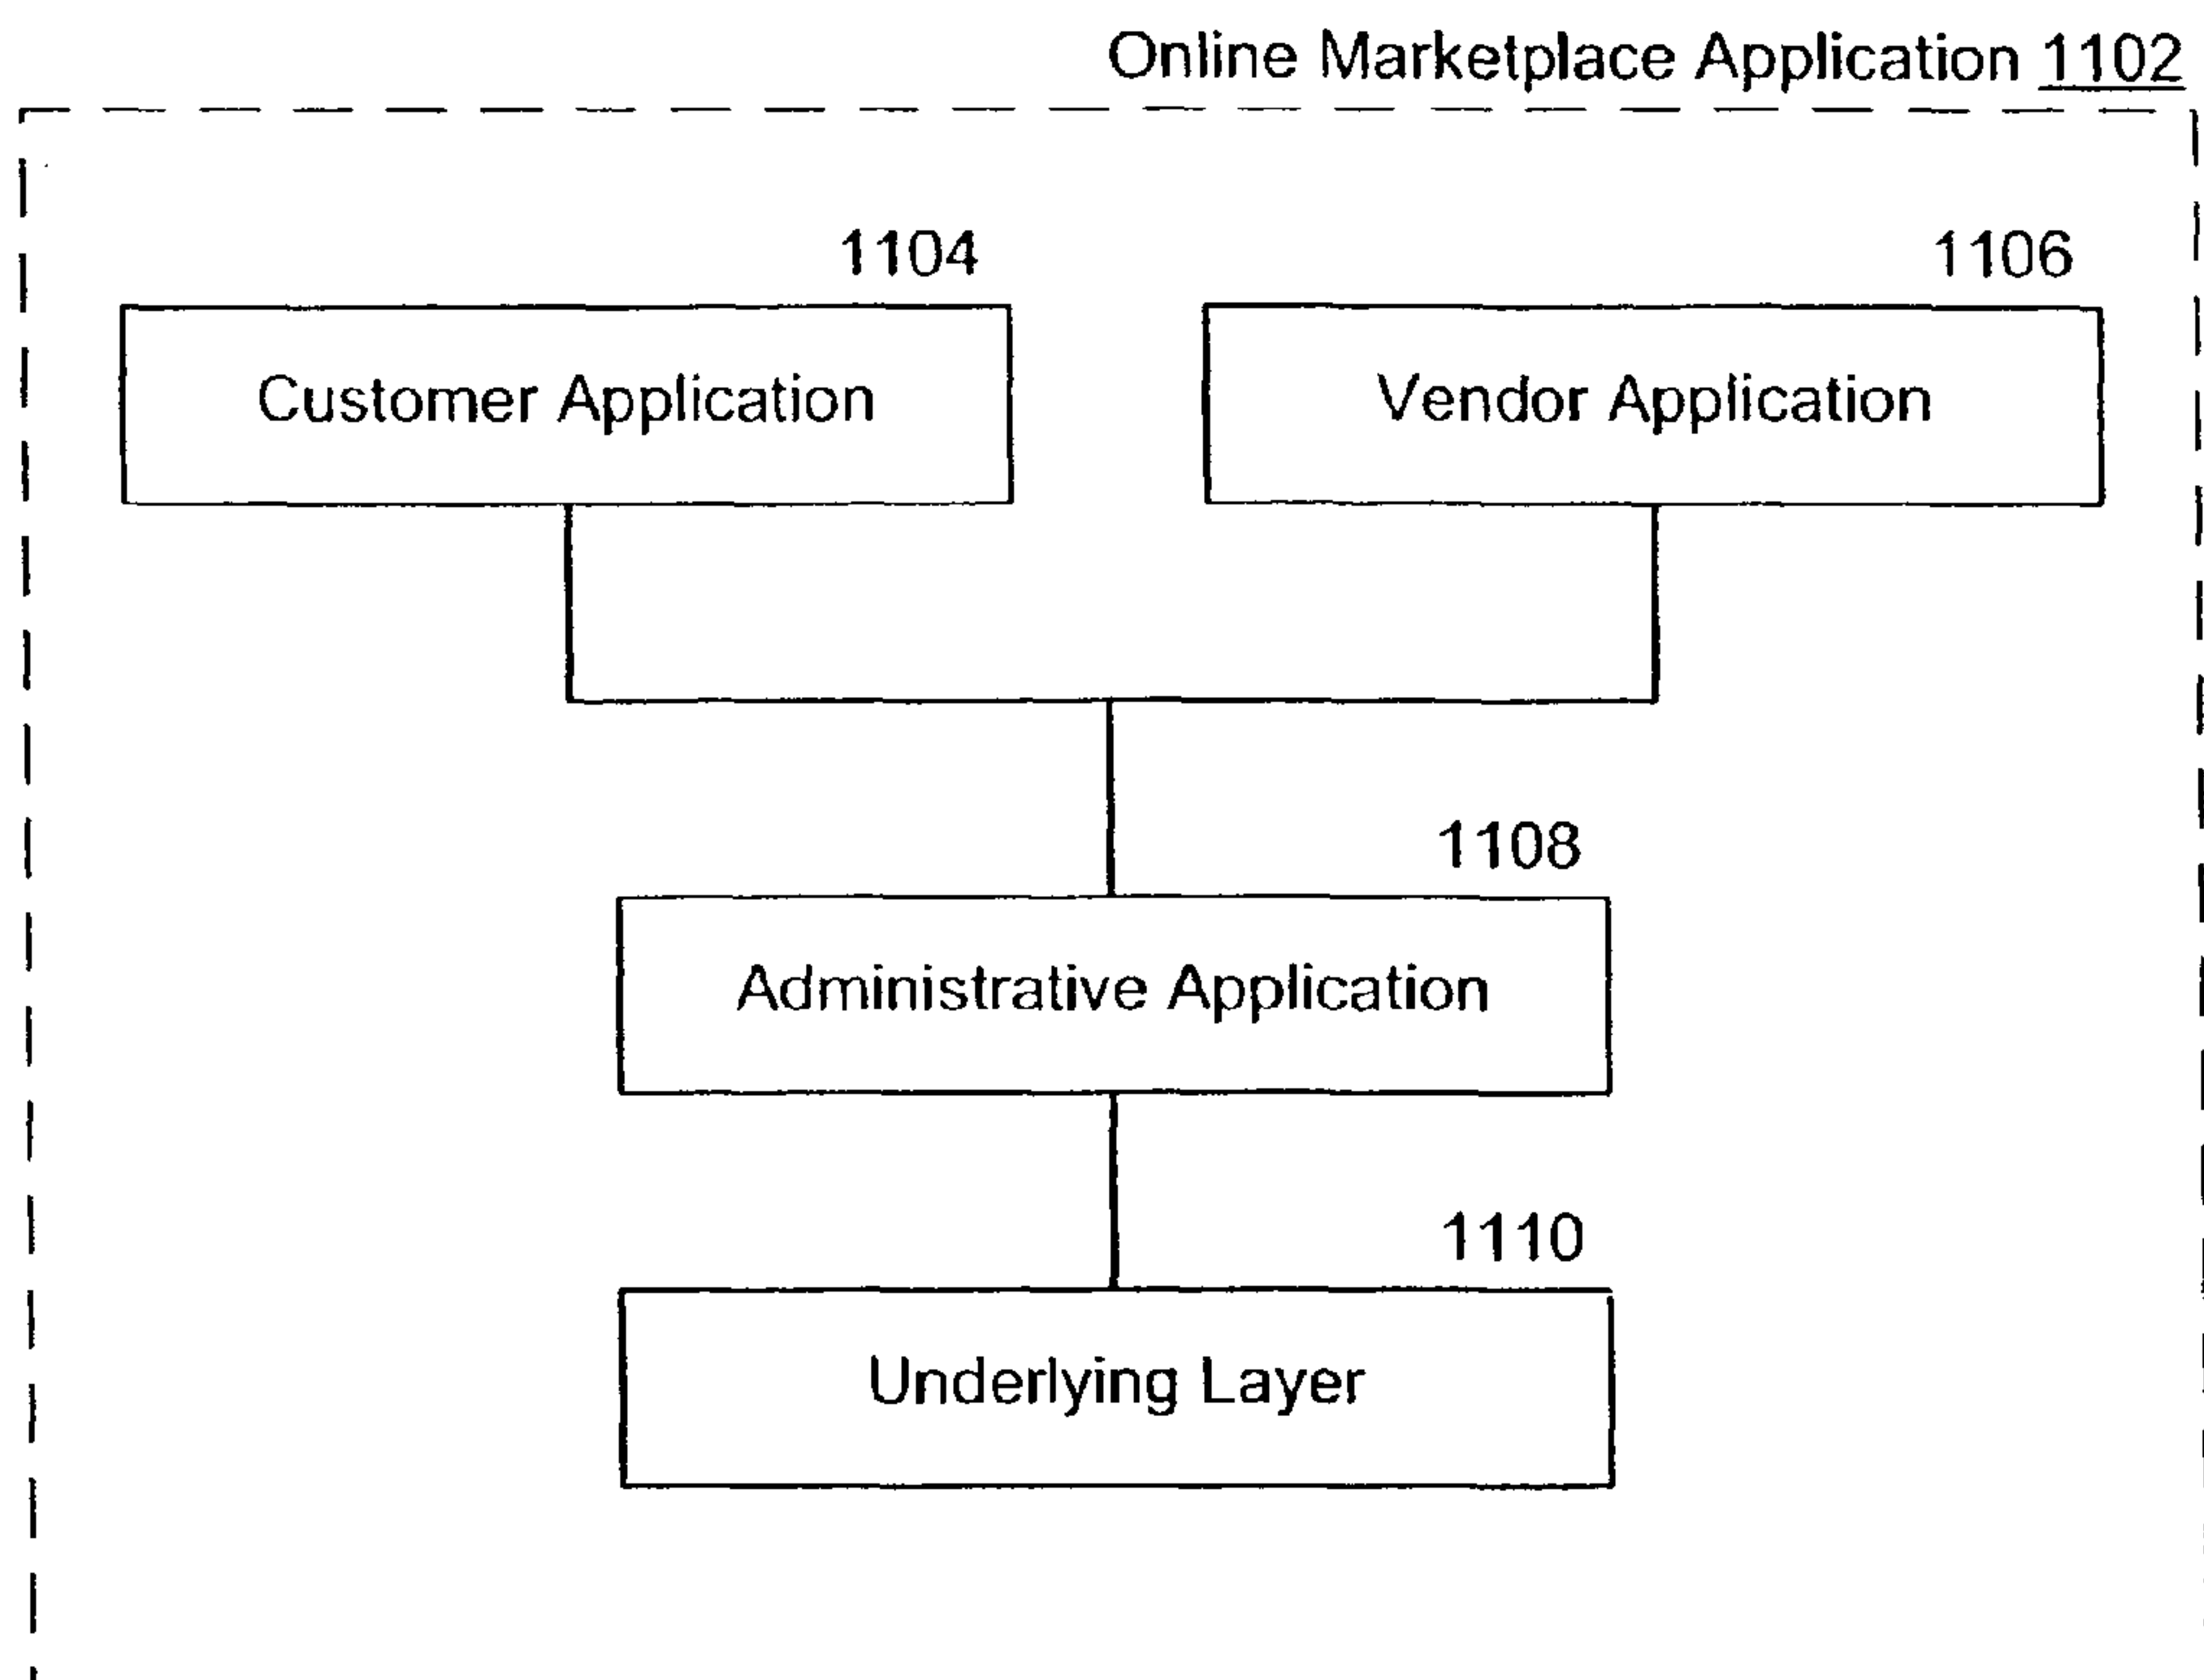 Online Marketplace Application 1102
1104
1106
Customer Application
Vendor Application
1108
Administrative Application
1110
Underlying Layer